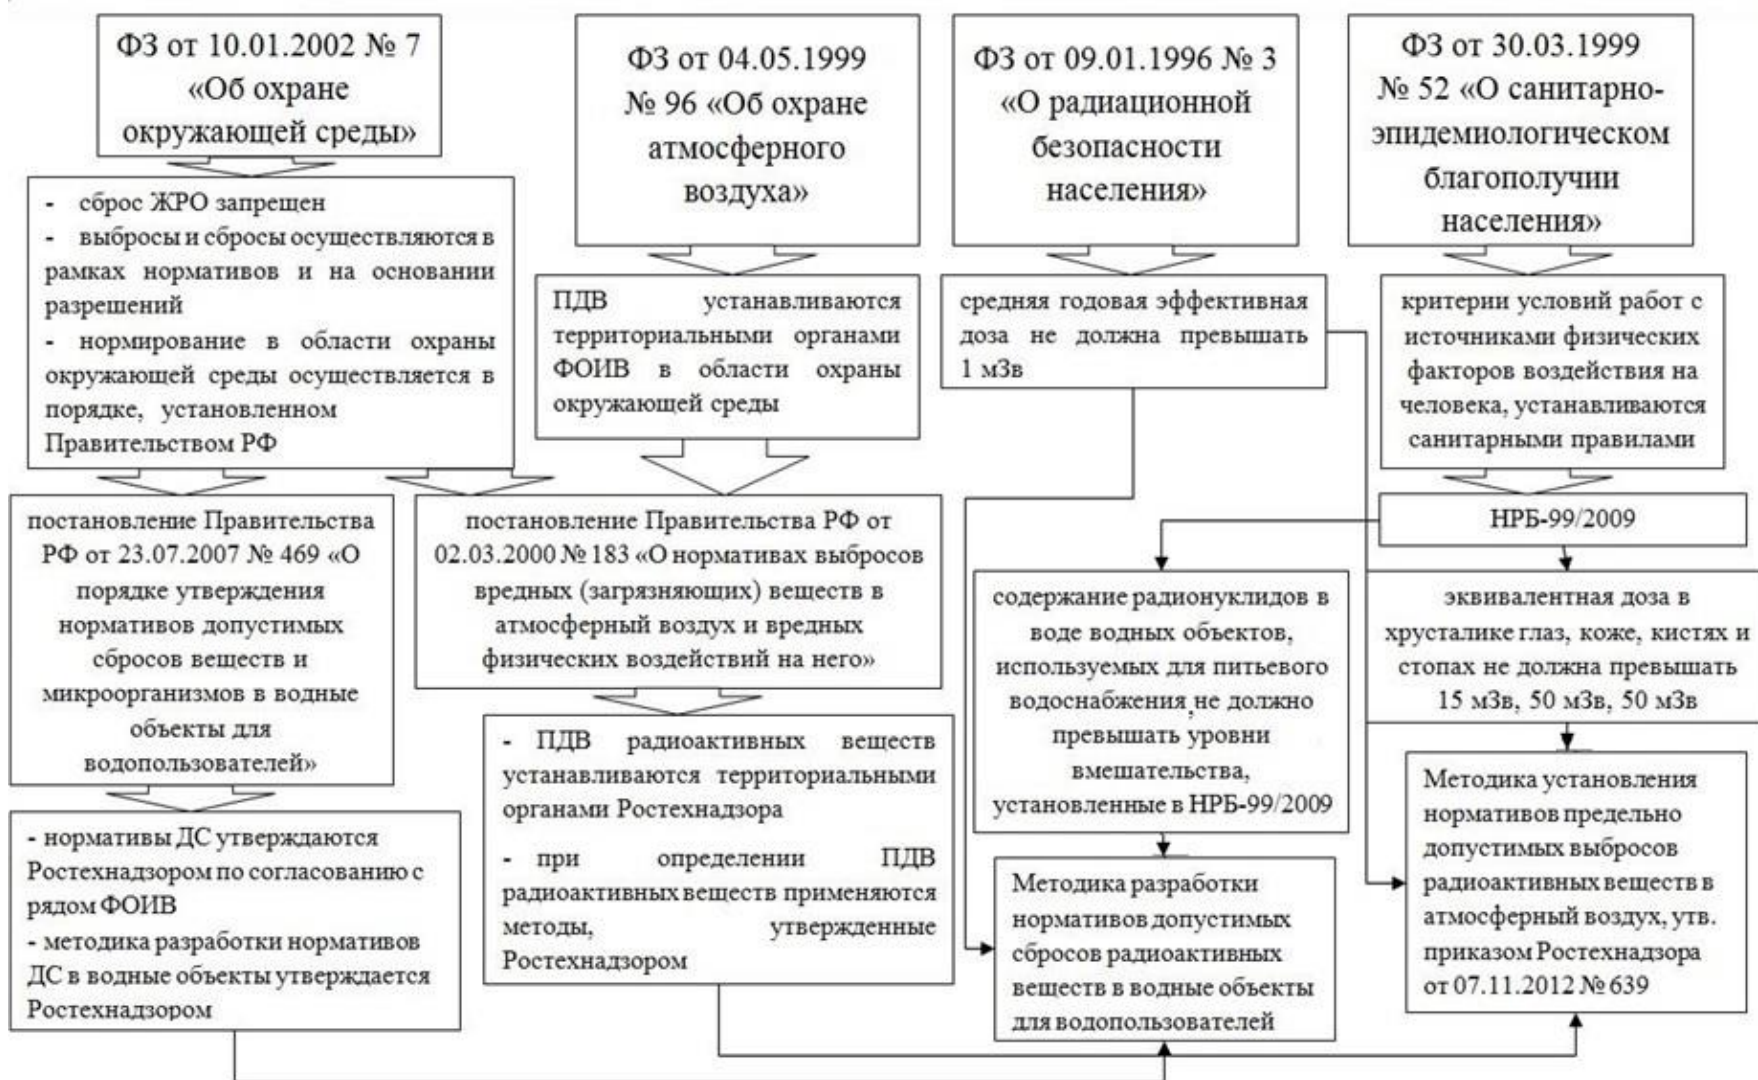 ФЗ от 10.01.2002 № 7
«Об охране
окружающей среды»
ФЗ от 04.05.1999
№ 96 «Об охране
атмосферного
воздуха»
ФЗ от 09.01.1996 № 3
«О радиационной
безопасности
населения»
ФЗ от 30.03.1999
№ 52 «О санитарно-
эпидемиологическом
благополучии
населения»
- сброс ЖРО запрещен
- выбросы и сбросы осуществляются в
рамках нормативов и на основании
разрешений
- нормирование в области охраны
окружающей среды осуществляется в
порядке, установленном
Правительством РФ
ПДВ устанавливаются
территориальными органами
ФОИВ в области охраны
окружающей среды
средняя годовая эффективная
доза не должна превышать
1 мЗв
критерии условий работ с
источниками физических
факторов воздействия на
человека, устанавливаются
санитарными правилами
постановление Правительства
РФ от 23.07.2007 № 469 «О
порядке утверждения
нормативов допустимых
сбросов веществ и
микроорганизмов в водные
объекты для
водопользователей»
постановление Правительства РФ от
02.03.2000 № 183 «О нормативах выбросов
вредных (загрязняющих) веществ в
атмосферный воздух и вредных
физических воздействий на него»
НРБ-99/2009
содержание радионуклидов в
воде водных объектов,
используемых для питьевого
водоснабжения,не должно
превышать уровни
вмешательства,
установленные в НРБ-99/2009
эквивалентная доза в
хрусталике глаз, коже, кистях и
стопах не должна превышать
15 мЗв, 50 мЗв, 50 мЗв
- нормативы ДС утверждаются
Ростехнадзором по согласованию с
рядом ФОИВ
- методика разработки нормативов
ДС в водные объекты утверждается
Ростехнадзором
- ПДВ радиоактивных веществ
устанавливаются территориальными
органами Ростехнадзора
- при определении ПДВ
радиоактивных веществ применяются
методы, утвержденные
Ростехнадзором
Методика разработки
нормативов допустимых
сбросов радиоактивных
веществ в водные объекты
для водопользователей
Методика установления
нормативов предельно
допустимых выбросов
радиоактивных веществ в
атмосферный воздух, утв.
приказом Ростехнадзора
от 07.11.2012 № 639